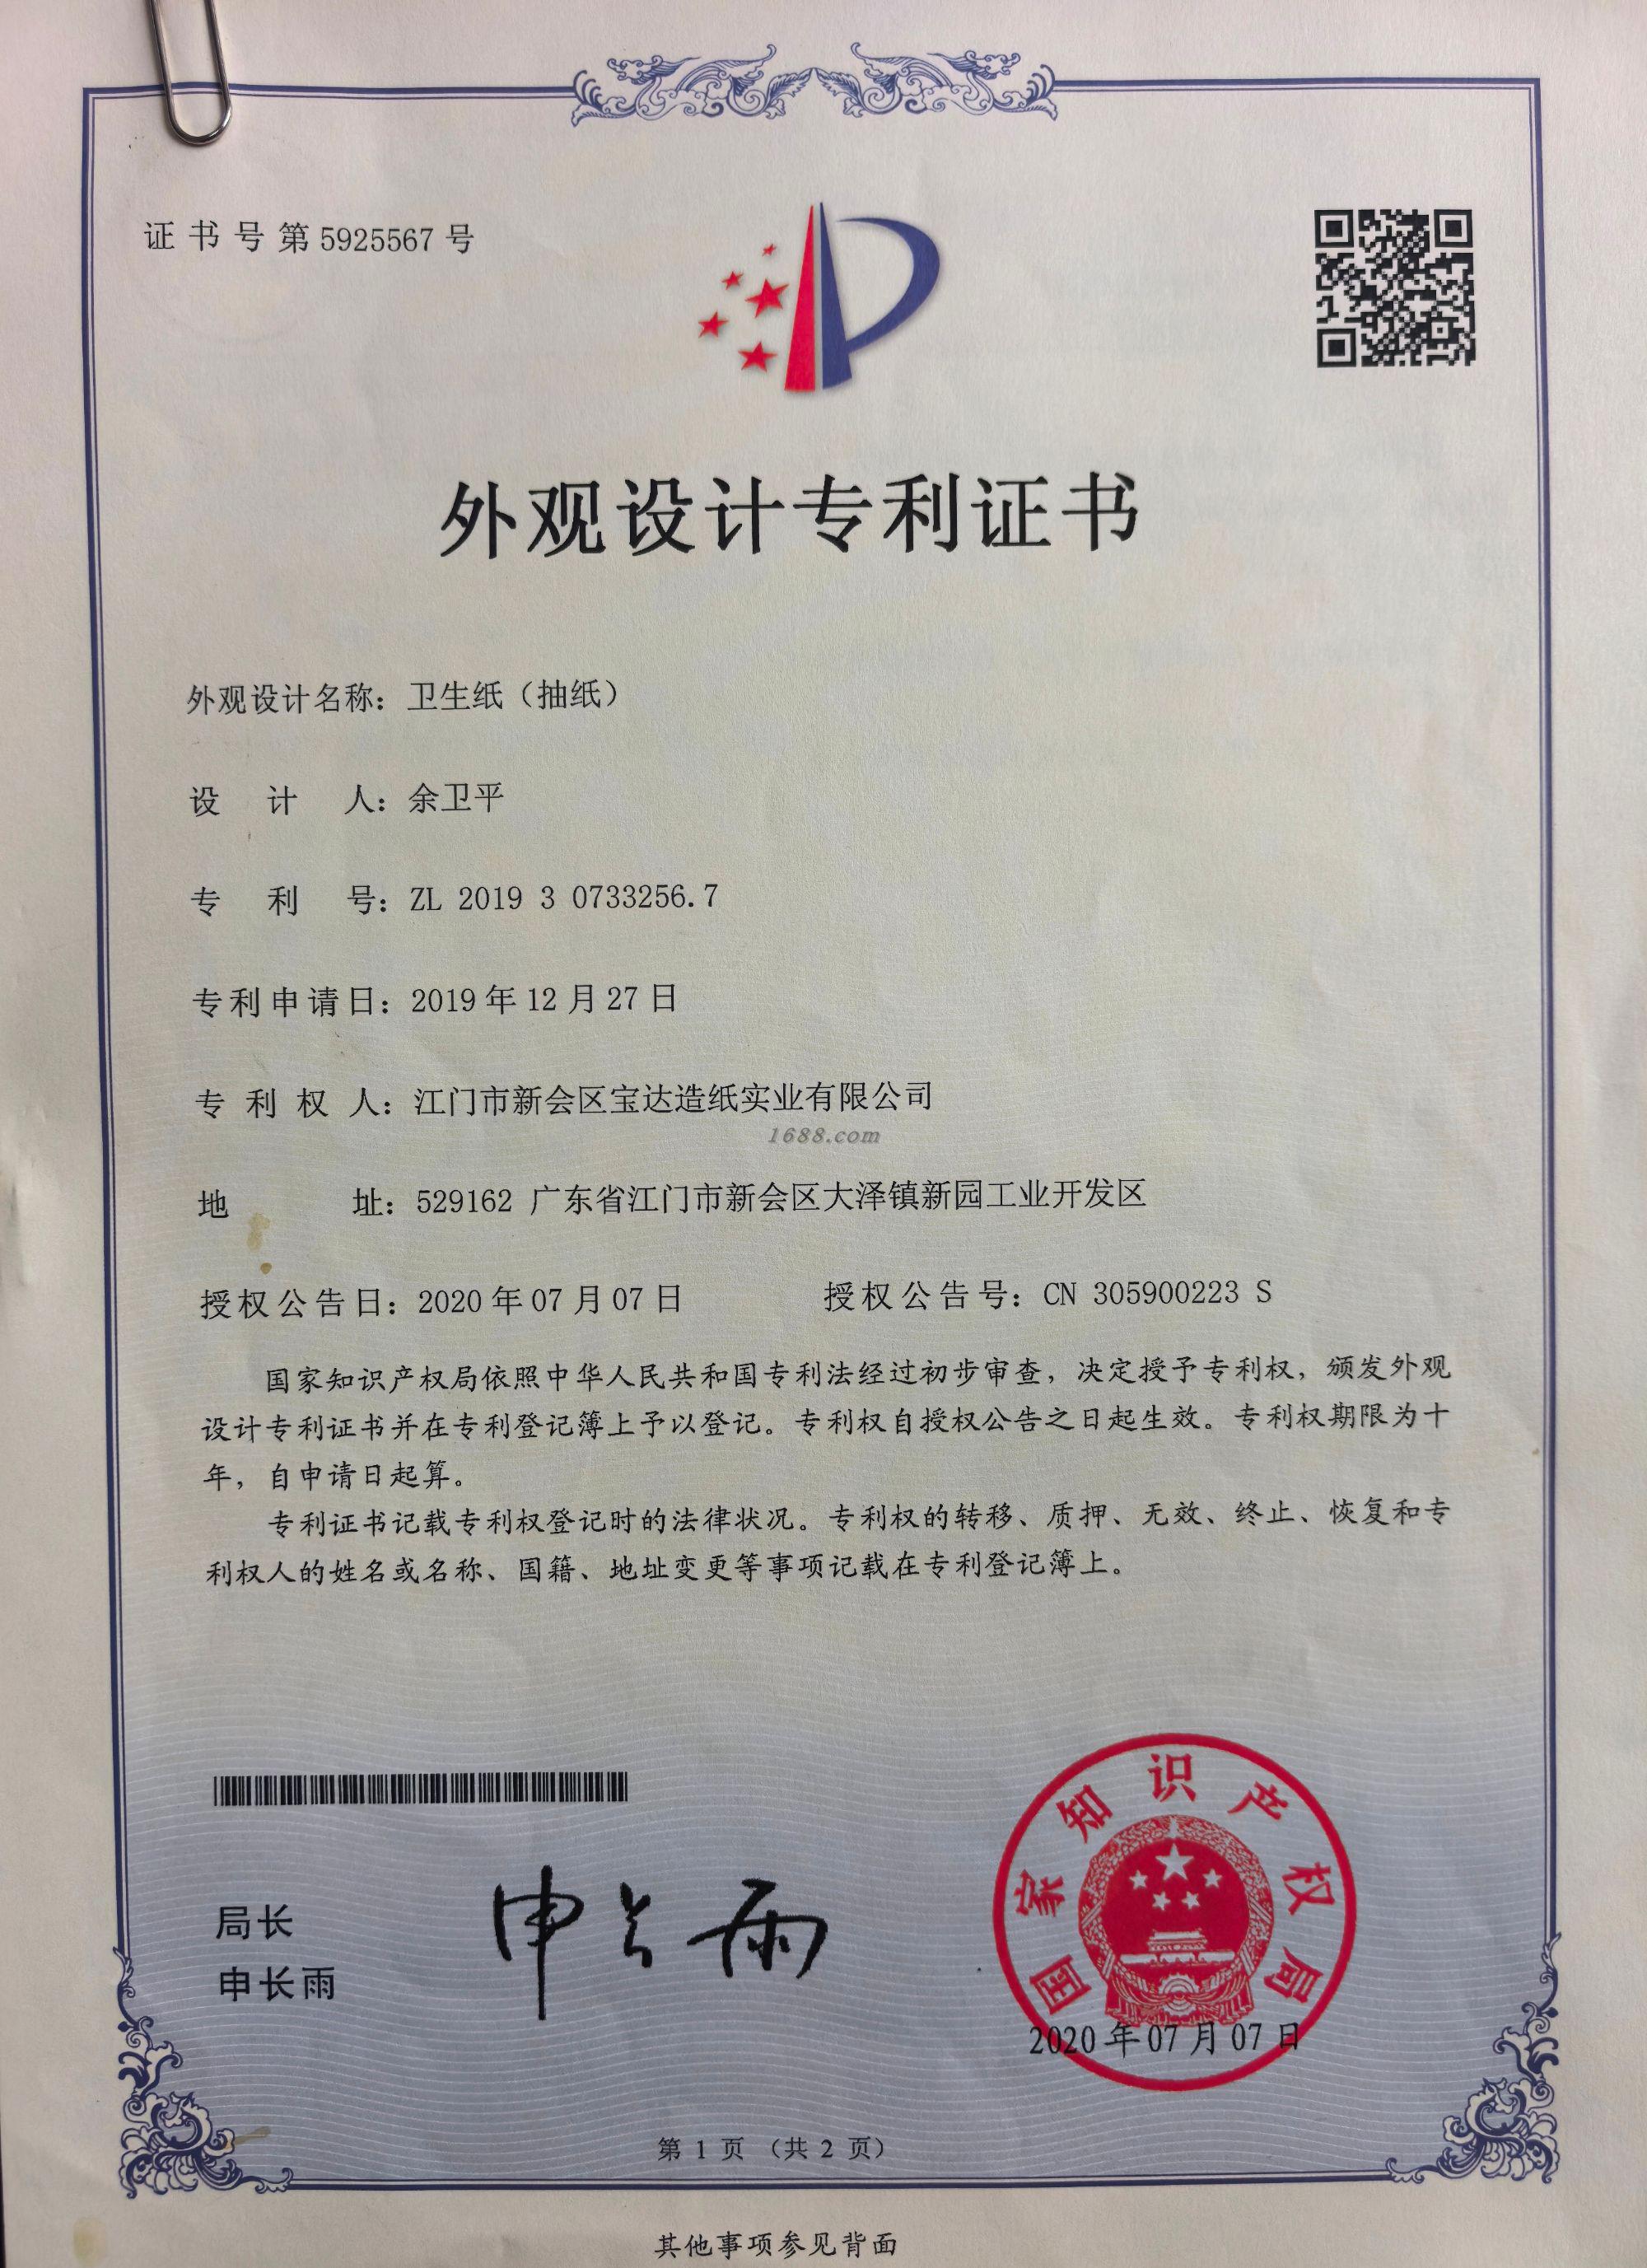 证书号第5925567号
外观设计专利证书
外观设计名称：卫生纸（抽纸）
设计人：余卫平
专利号：ZL 2019 3 0733256.7
专利申请日：2019年12月27日
专利权人：江门市新会区宝达造纸实业有限公司
1688.com
地址：529162 广东省江门市新会区大泽镇新园工业开发区
授权公告日：2020年07月07日 授权公告号：CN 305900223 S
国家知识产权局依照中华人民共和国专利法经过初步审查，决定授予专利权，颁发外观
设计专利证书并在专利登记簿上予以登记。专利权自授权公告之日起生效。专利权期限为十
年，自申请日起算。
专利证书记载专利权登记时的法律状况。专利权的转移、质押、无效、终止、恢复和专
利权人的姓名或名称、国籍、地址变更等事项记载在专利登记簿上。
局长
申长雨
申长雨
国家知识产权局
2020年07月07日
第 1 页 （共 2 页）
其他事项参见背面